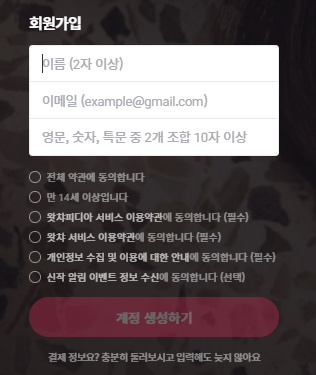 회원가입
이름 (2자 이상)
이메일 (example@gmail.com)
영문, 숫자, 특문 중 2개 조합 10자 이상
전체 약관에 동의합니다
만 14세 이상입니다
왓챠피디아 서비스 이용약관에 동의합니다 (필수)
왓챠 서비스 이용약관에 동의합니다 (필수)
개인정보 수집 및 이용에 대한 안내에 동의합니다 (필수)
신작 알림 이벤트 정보 수신에 동의합니다 (선택)
계정 생성하기
결제 정보요? 충분히 둘러보시고 입력해도 늦지 않아요